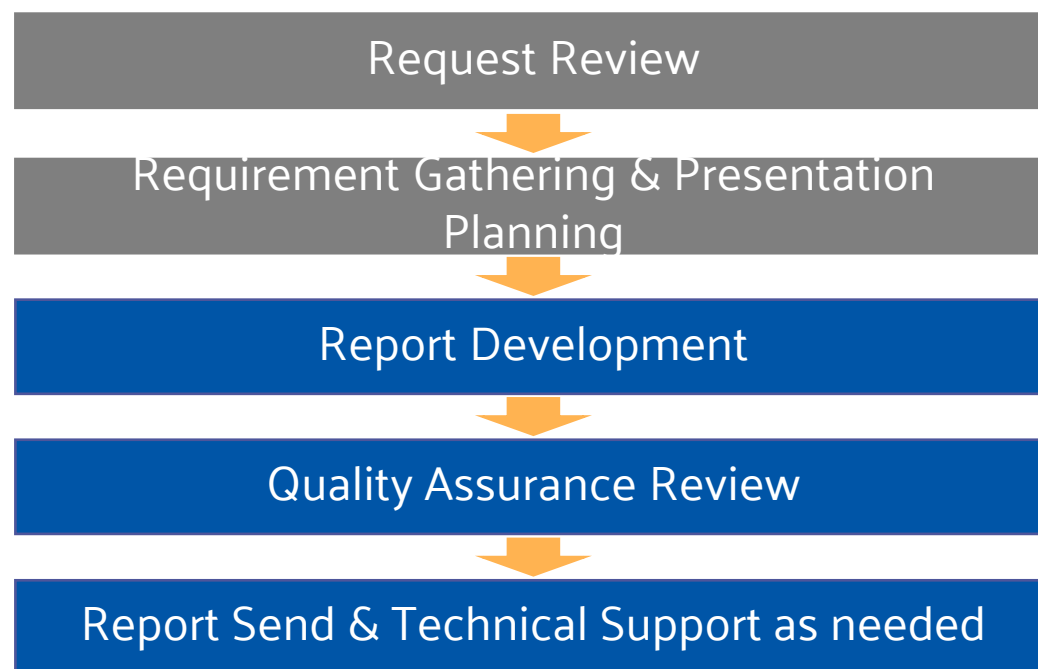 Request Review
Requirement Gathering & Presentation
Planning
Report Development
Quality Assurance Review
Report Send & Technical Support as needed